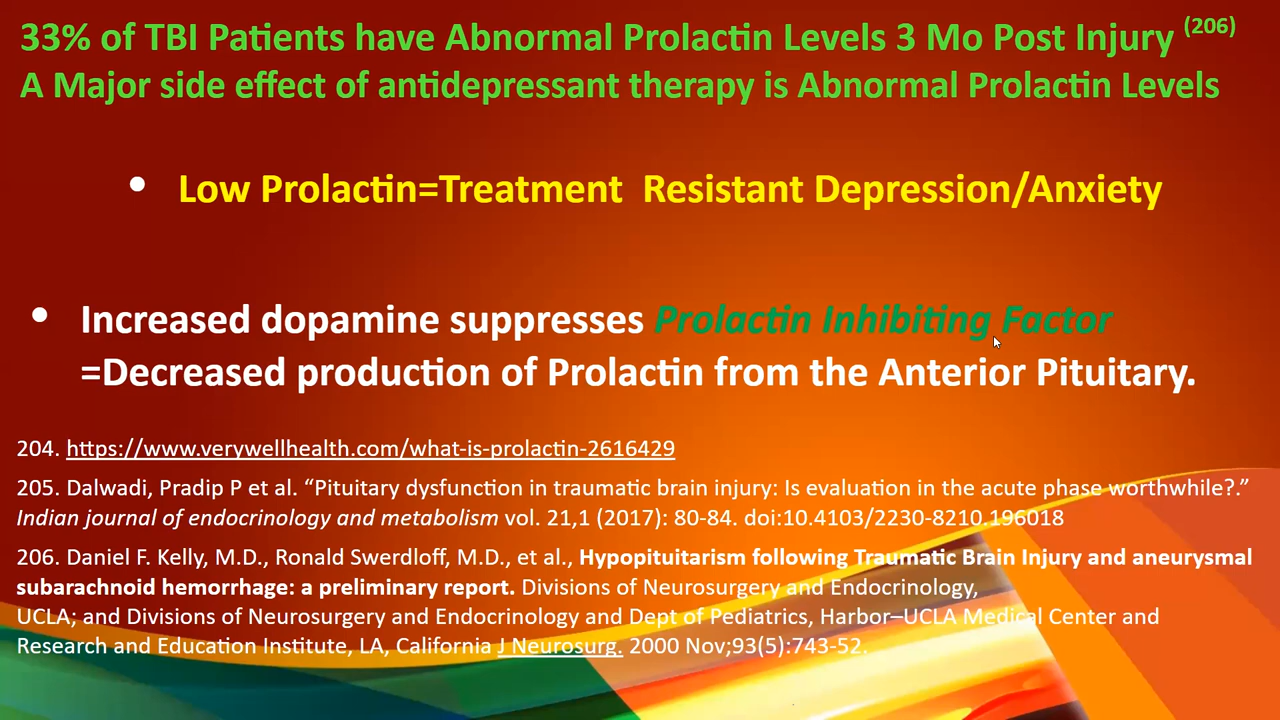 33% of TBI Patients have Abnormal Prolactin Levels 3 Mo Post Injury (206)
A Major side effect of antidepressant therapy is Abnormal Prolactin Levels
• Low Prolactin=Treatment  Resistant Depression/Anxiety
• Increased dopamine suppresses Prolactin Inhibiting Factor
=Decreased production of Prolactin from the Anterior Pituitary.
204. https://www.verywellhealth.com/what-is-prolactin-2616429
205. Dalwadi, Pradip P et al. “Pituitary dysfunction in traumatic brain injury: Is evaluation in the acute phase worthwhile?.”
Indian journal of endocrinology and metabolism vol. 21,1 (2017): 80-84. doi:10.4103/2230-8210.196018
206. Daniel F. Kelly, M.D., Ronald Swerdloff, M.D., et al., Hypopituitarism following Traumatic Brain Injury and aneurysmal
subarachnoid hemorrhage: a preliminary report. Divisions of Neurosurgery and Endocrinology,
UCLA; and Divisions of Neurosurgery and Endocrinology and Dept of Pediatrics, Harbor–UCLA Medical Center and
Research and Education Institute, LA, California J Neurosurg. 2000 Nov;93(5):743-52.